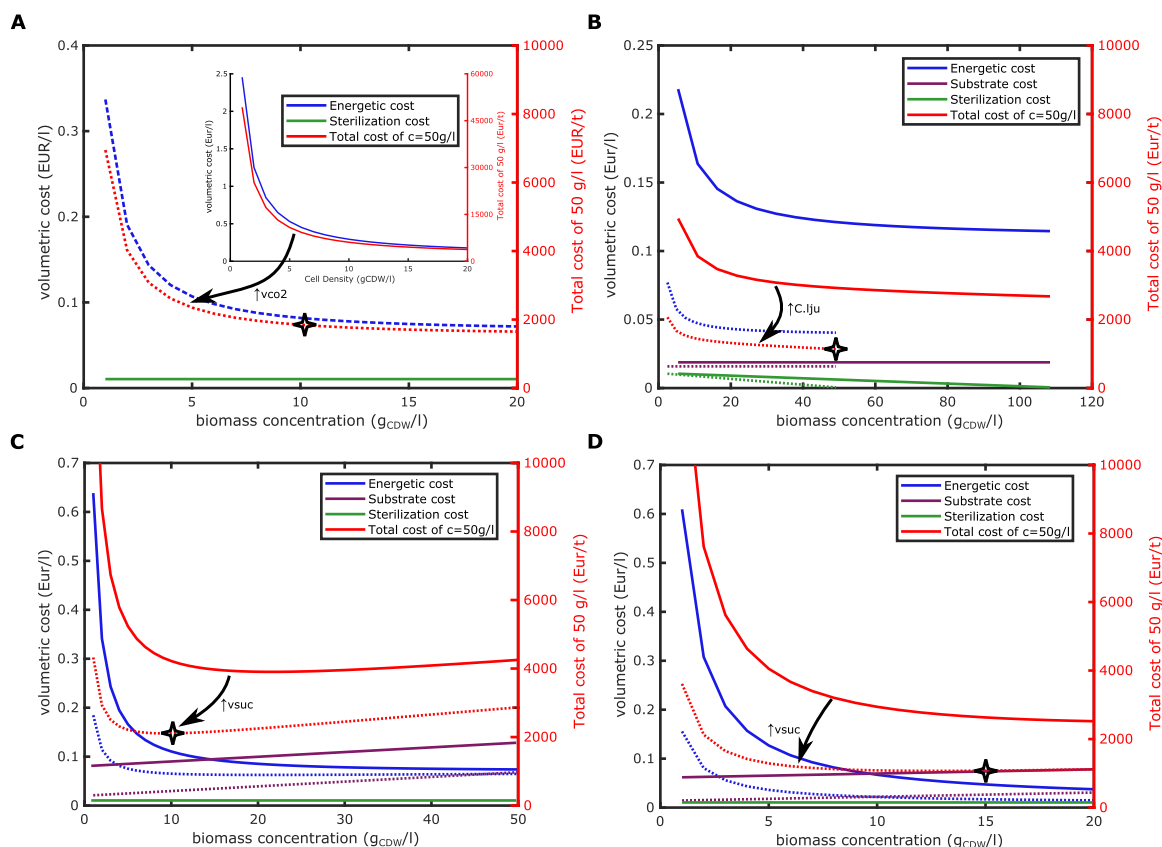 A
0.4
0.3
0.2
0.1
0
volumetric cost (EUR/l)
0
5
10
15
20
biomass concentration (gCDW/l)
10000
8000
6000
4000
2000
0
Total cost of 50 g/l (EUR/t)
2.5
2
1.5
1
0.5
0
volumetric cost (Eur/l)
0
5
10
15
20
Cell Density (gCDW/l)
60000
45000
30000
15000
0
Total cost of 50 g/l (Eur/t)
Energetic cost
Sterilization cost
Total cost of c=50g/l
↑vco2
B
0.25
0.2
0.15
0.1
0.05
0
volumetric cost (Eur/l)
0
20
40
60
80
100
120
biomass concentration (gCDW/l)
10000
8000
6000
4000
2000
0
Total cost of 50 g/l (Eur/t)
Energetic cost
Substrate cost
Sterilization cost
Total cost of c=50g/l
↑C.lju
C
0.7
0.6
0.5
0.4
0.3
0.2
0.1
0
volumetric cost (Eur/l)
0
10
20
30
40
50
biomass concentration (gCDW/l)
10000
8000
6000
4000
2000
0
Total cost of 50 g/l (Eur/t)
Energetic cost
Substrate cost
Sterilization cost
Total cost of c=50g/l
↑vsuc
D
0.7
0.6
0.5
0.4
0.3
0.2
0.1
0
volumetric cost (Eur/l)
0
5
10
15
20
biomass concentration (gCDW/l)
10000
8000
6000
4000
2000
0
Total cost of 50 g/l (Eur/t)
Energetic cost
Substrate cost
Sterilization cost
Total cost of c=50g/l
↑vsuc